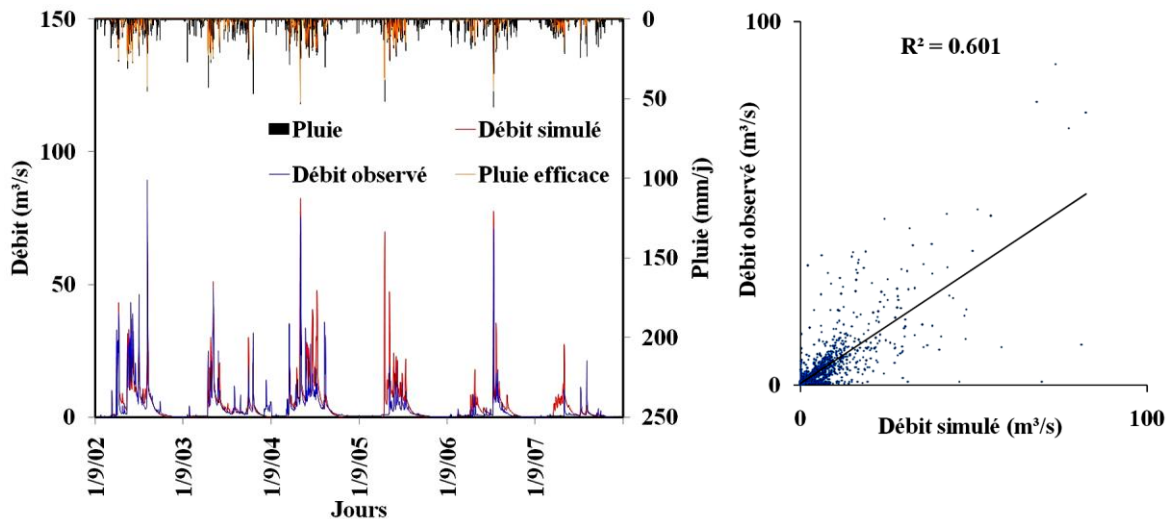 150
100
50
0
Débit (m³/s)
0
50
100
150
200
250
Pluie (mm/j)
Pluie
Débit simulé
Débit observé
Pluie efficace
1/9/02
1/9/03
1/9/04
1/9/05
1/9/06
1/9/07
Jours
100
0
Débit observé (m³/s)
R² = 0.601
0
100
Débit simulé (m³/s)